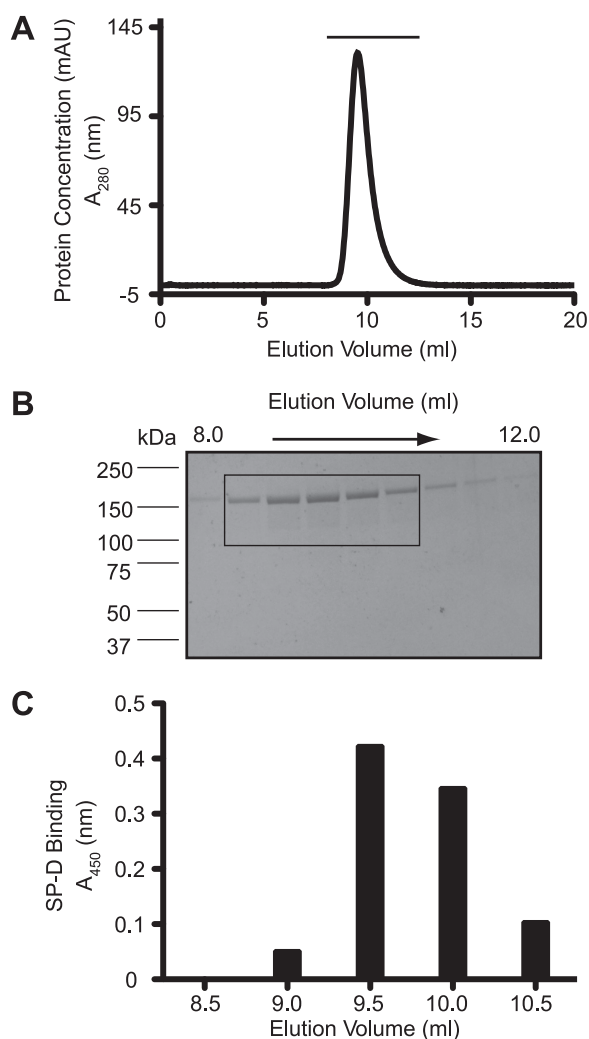 A
Protein Concentration (mAU)
A280 (nm)
145
95
45
-5
0 5 10 15 20
Elution Volume (ml)
B
Elution Volume (ml)
kDa 8.0 12.0
250
150
100
75
50
37
C
SP-D Binding
A450 (nm)
0.5
0.4
0.3
0.2
0.1
0
8.5 9.0 9.5 10.0 10.5
Elution Volume (ml)